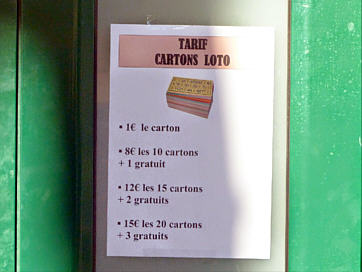 TARIF
CARTONS LOTO
▪ 1€ le carton
▪ 8€ les 10 cartons
+ 1 gratuit
▪ 12€ les 15 cartons
+ 2 gratuits
▪ 15€ les 20 cartons
+ 3 gratuits